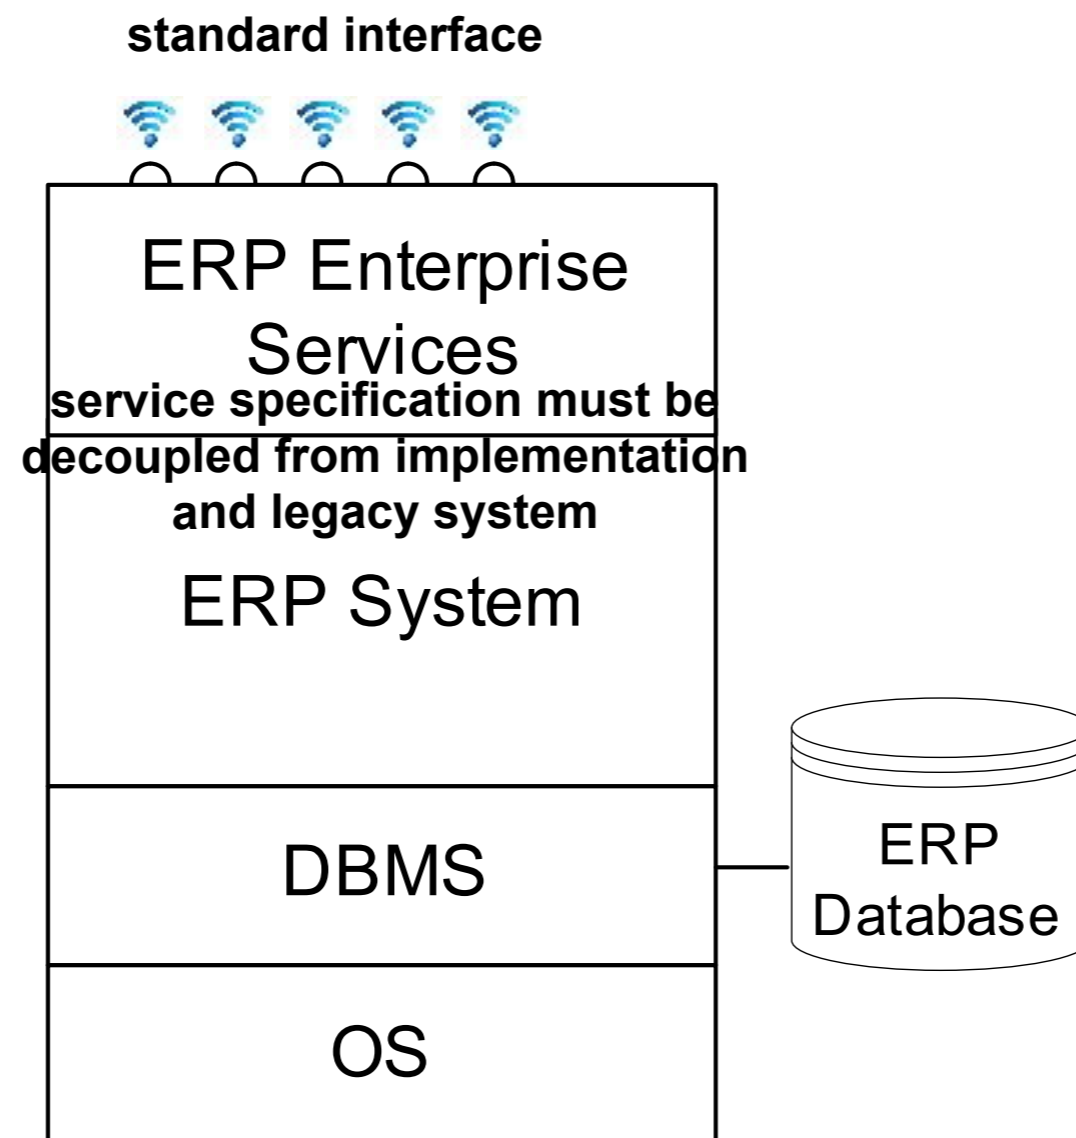 standard interface
ERP Enterprise
Services
service specification must be
decoupled from implementation
and legacy system
ERP System
DBMS
ERP
Database
OS